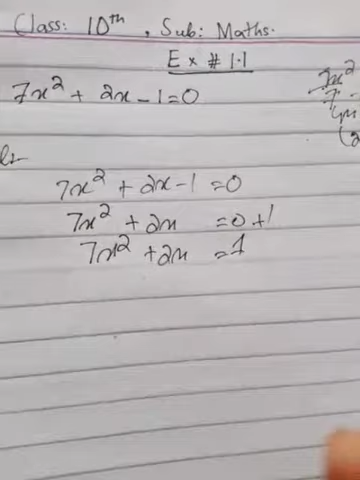 Class: 10th, Sub: Maths.
Ex # 1.1
7x² + 2x - 1 = 0
7x²
7x² + 2x - 1 = 0
7x² + 2x = 0 + 1
7x² + 2x = 1